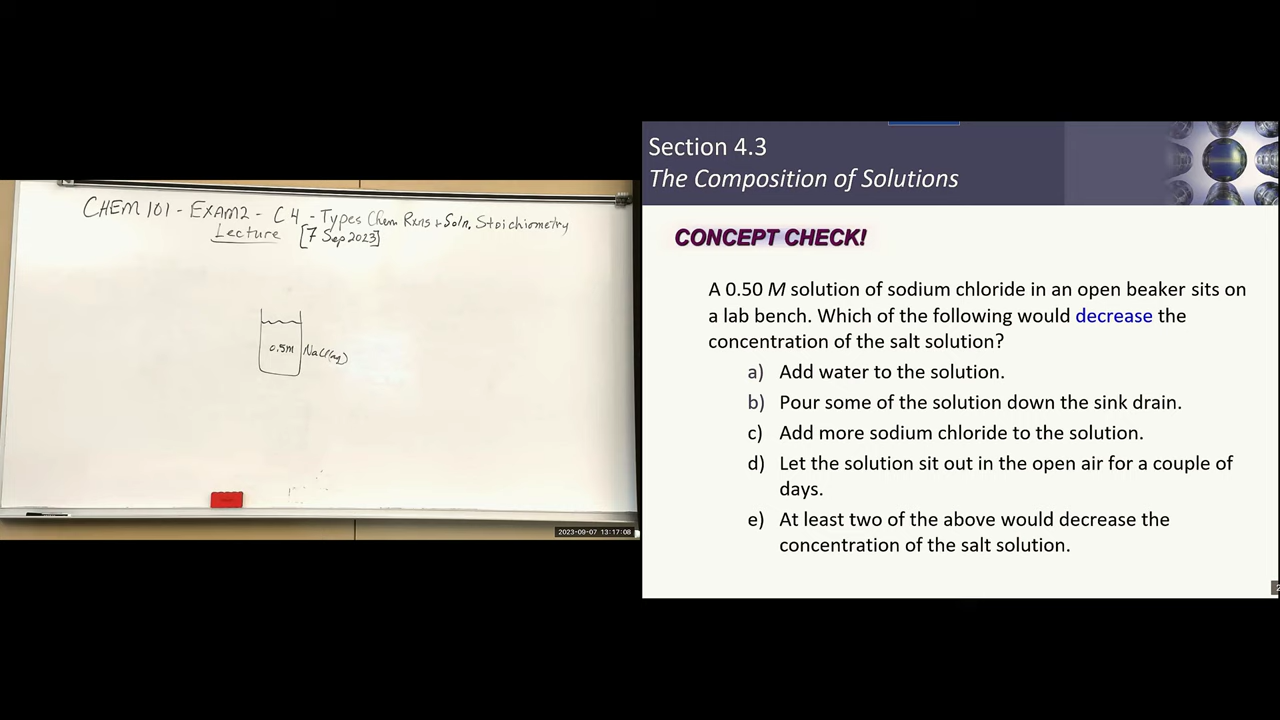 CHEM 101 - EXAM2 - C 4 - Types Chem Rxns + Soln. Stoichiometry
Lecture [7 Sep 2023]
0.5M NaCl(aq)
2023-09-07 13:17:08
Section 4.3
The Composition of Solutions
CONCEPT CHECK!
A 0.50 M solution of sodium chloride in an open beaker sits on
a lab bench. Which of the following would decrease the
concentration of the salt solution?
a) Add water to the solution.
b) Pour some of the solution down the sink drain.
c) Add more sodium chloride to the solution.
d) Let the solution sit out in the open air for a couple of
days.
e) At least two of the above would decrease the
concentration of the salt solution.